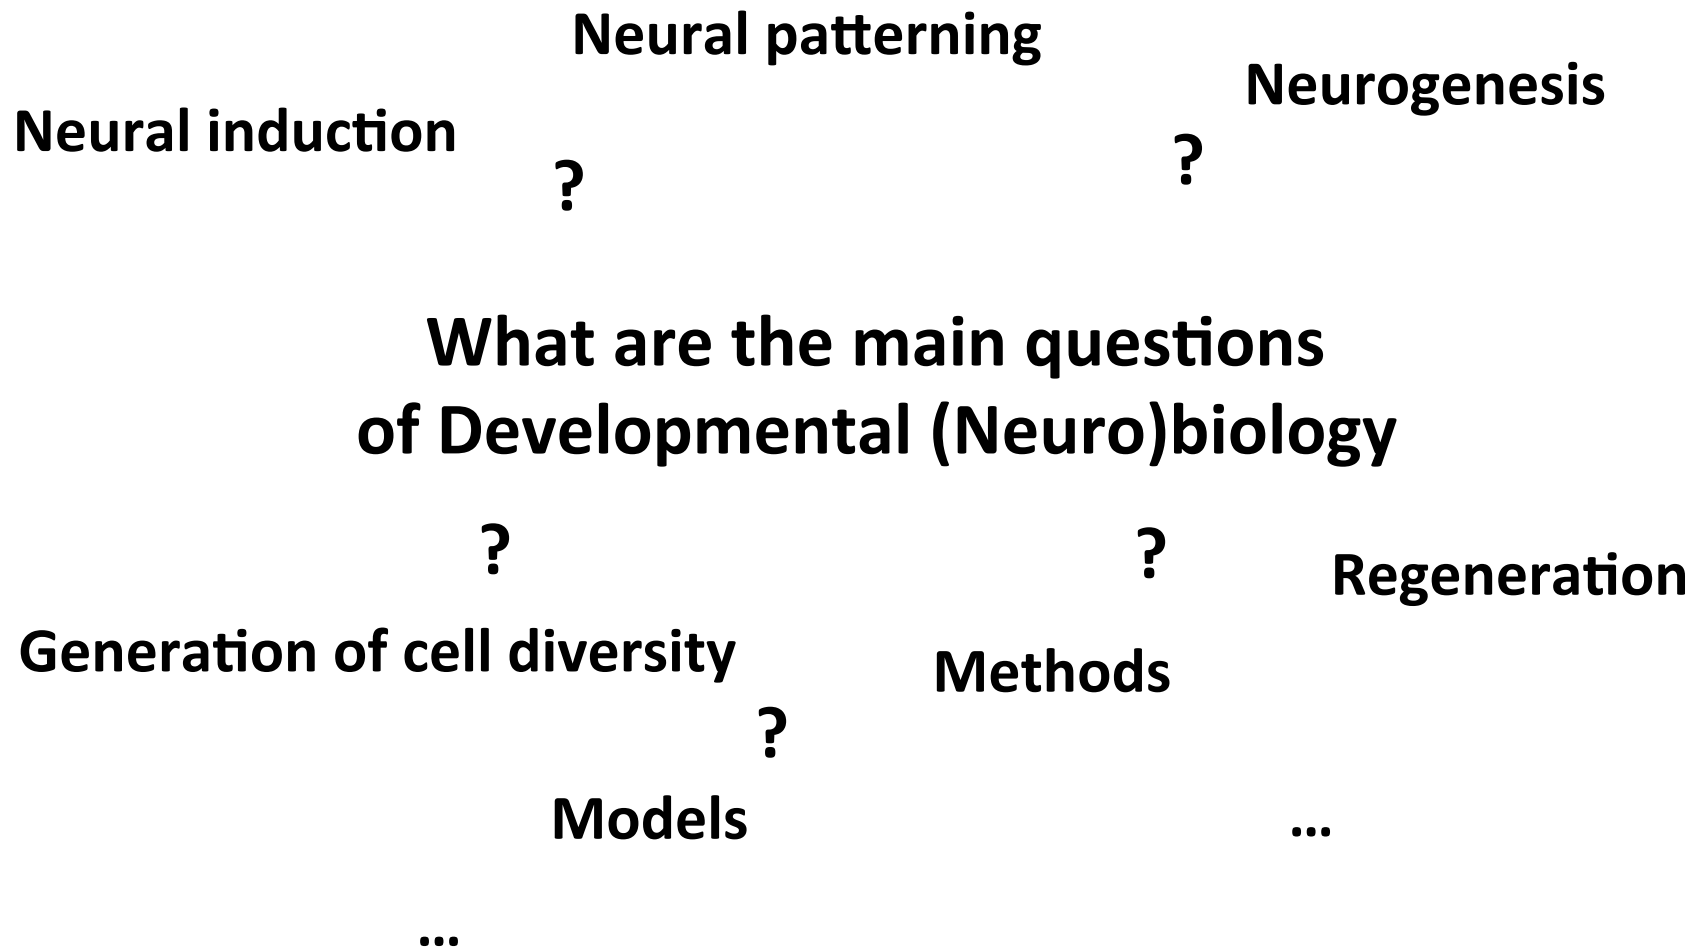 Neural patterning
Neurogenesis
Neural induction
?
?
What are the main questions
of Developmental (Neuro)biology
?
?
Regeneration
Generation of cell diversity
Methods
?
Models
...
...